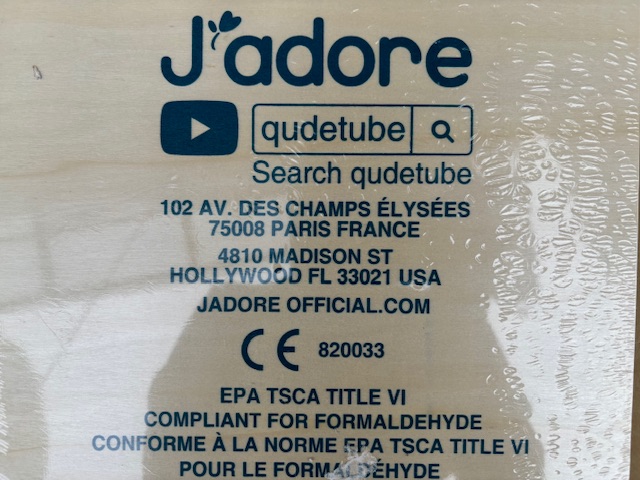 J'adore
qudetube
Search qudetube
102 AV. DES CHAMPS ÉLYSÉES
75008 PARIS FRANCE
4810 MADISON ST
HOLLYWOOD FL 33021 USA
JADORE OFFICIAL.COM
CE 820033
EPA TSCA TITLE VI
COMPLIANT FOR FORMALDEHYDE
CONFORME À LA NORME EPA TSCA TITLE VI
POUR LE FORMALDÉHYDE